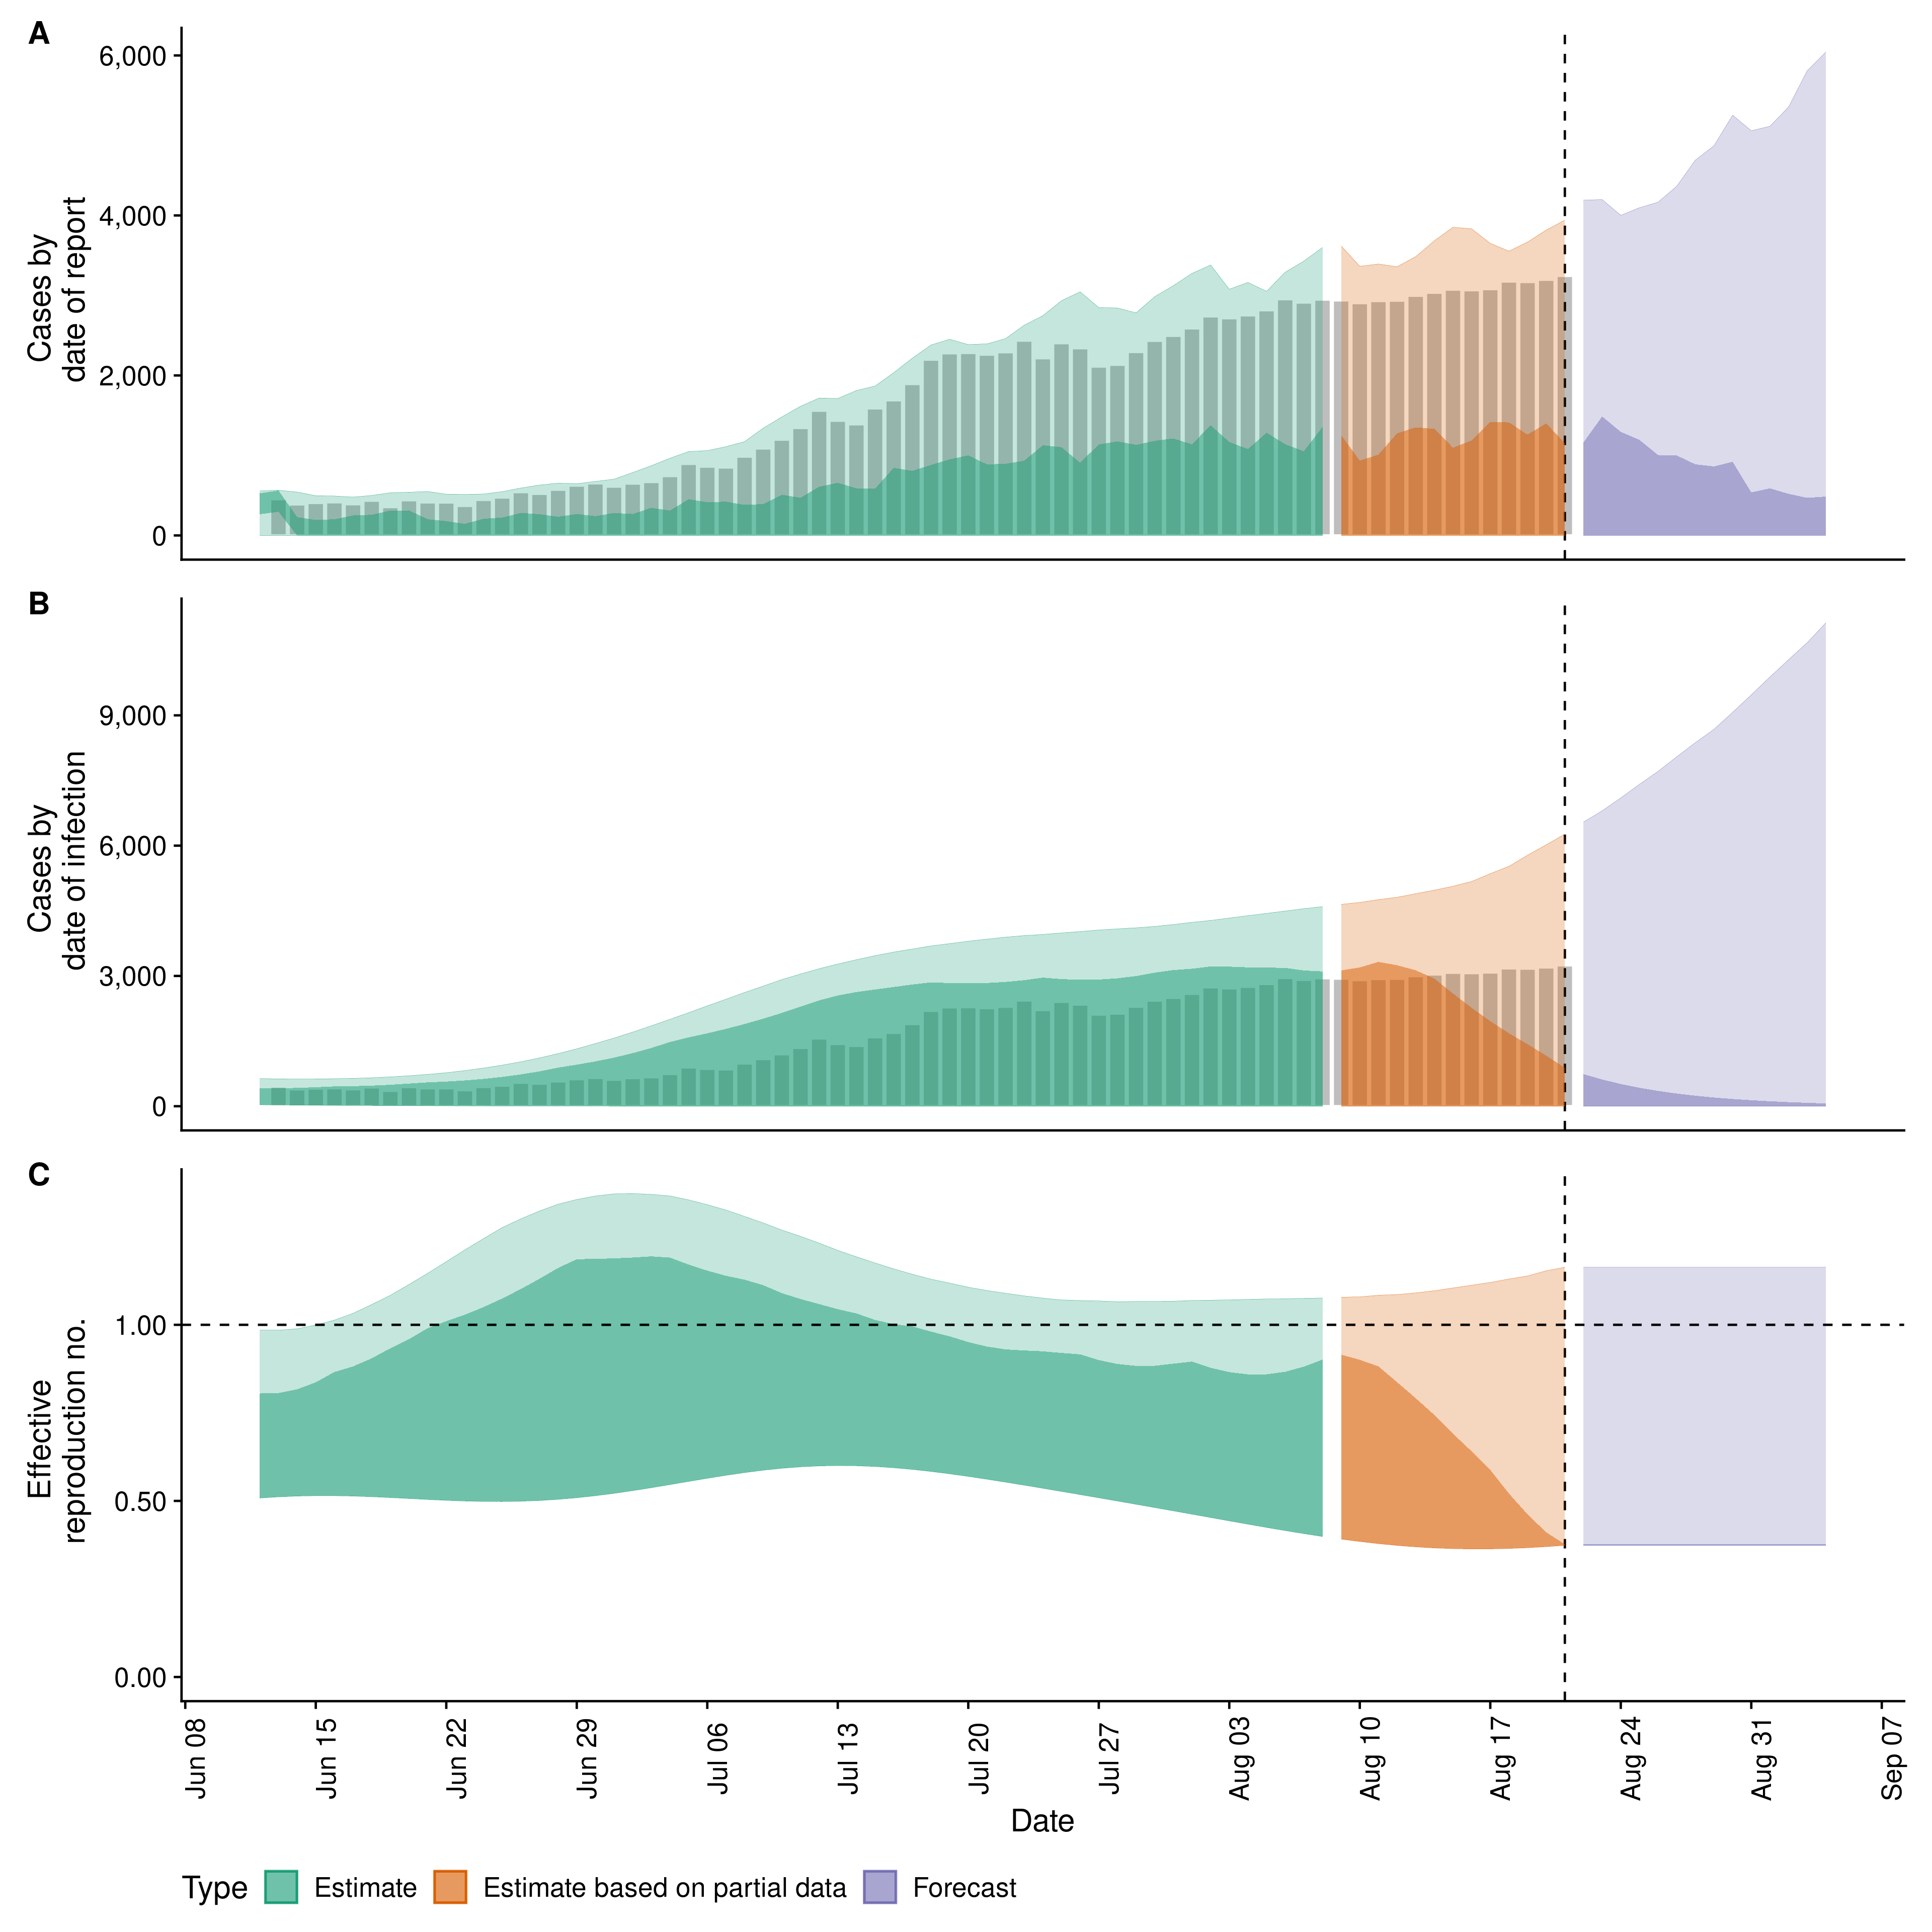 A
6,000
4,000
2,000
0
Cases by
date of report
B
9,000
6,000
3,000
0
Cases by
date of infection
C
1.00
0.50
0.00
Effective
reproduction no.
Jun 08
Jun 15
Jun 22
Jun 29
Jul 06
Jul 13
Jul 20
Jul 27
Aug 03
Aug 10
Aug 17
Aug 24
Aug 31
Sep 07
Date
Type Estimate Estimate based on partial data Forecast